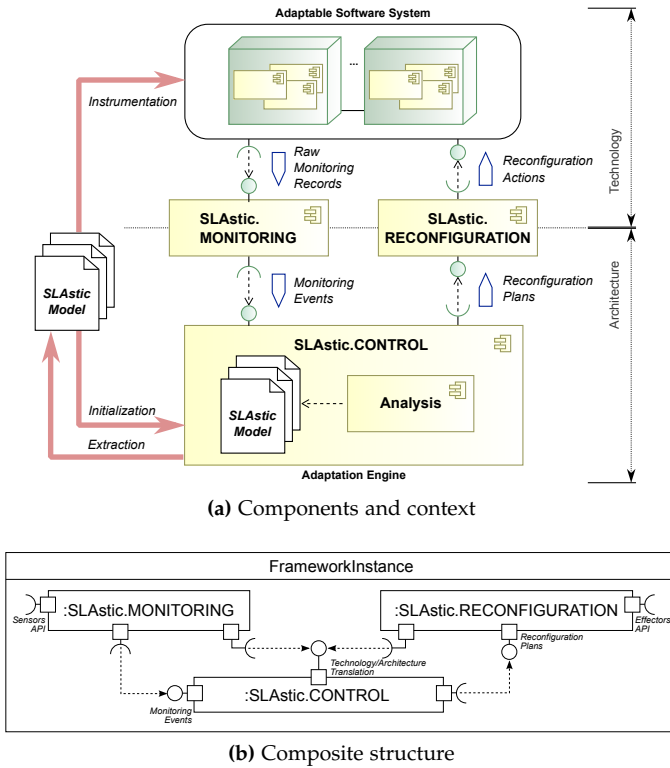 Adaptable Software System
...
Instrumentation
Raw
Monitoring
Records
Reconfiguration
Actions
Technology
SLAstic.
MONITORING
SLAstic.
RECONFIGURATION
SLAstic
Model
Monitoring
Events
Reconfiguration
Plans
Architecture
SLAstic.CONTROL
SLAstic
Model
Analysis
Initialization
Extraction
Adaptation Engine
(a) Components and context
FrameworkInstance
:SLAstic.MONITORING
:SLAstic.RECONFIGURATION
Sensors
API
Effectors
API
Reconfiguration
Plans
Technology/Architecture
Translation
:SLAstic.CONTROL
Monitoring
Events
(b) Composite structure